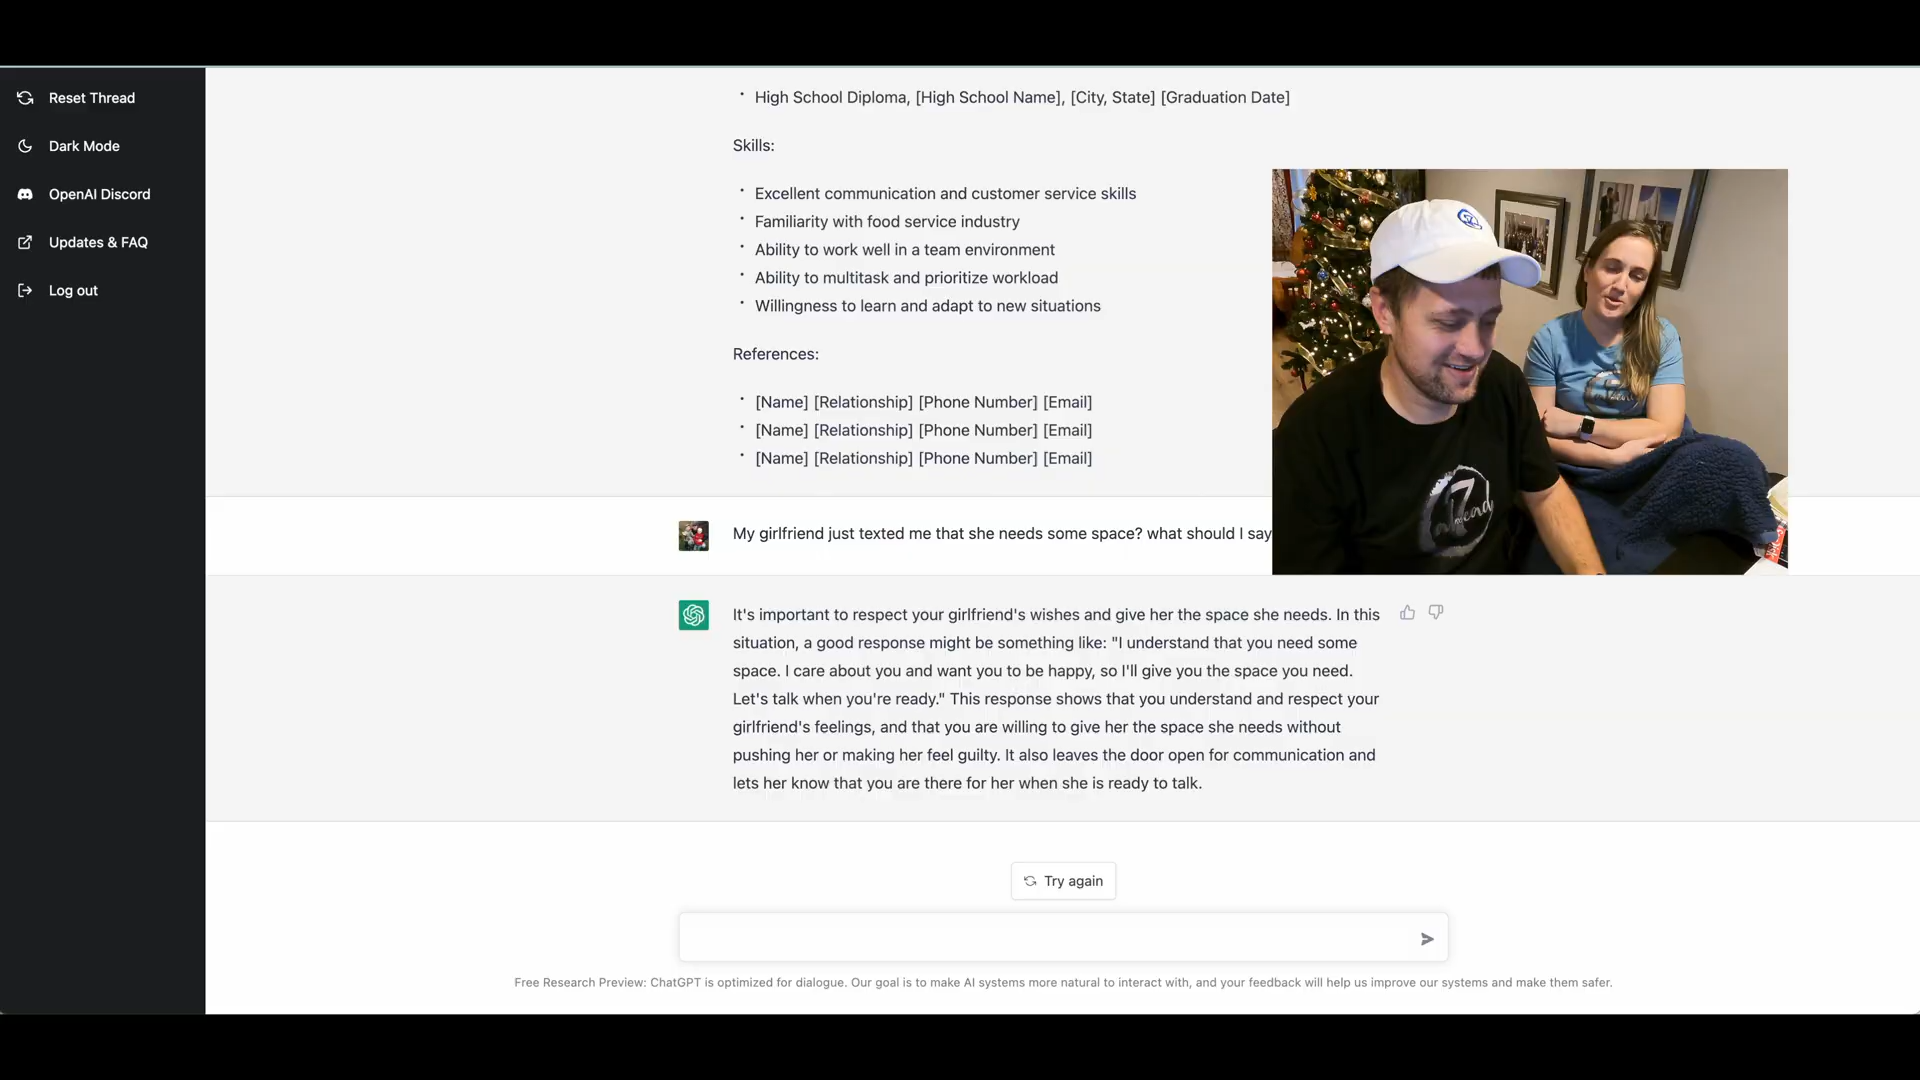 Reset Thread
Dark Mode
OpenAI Discord
Updates & FAQ
Log out
• High School Diploma, [High School Name], [City, State] [Graduation Date]
Skills:
• Excellent communication and customer service skills
• Familiarity with food service industry
• Ability to work well in a team environment
• Ability to multitask and prioritize workload
• Willingness to learn and adapt to new situations
References:
• [Name] [Relationship] [Phone Number] [Email]
• [Name] [Relationship] [Phone Number] [Email]
• [Name] [Relationship] [Phone Number] [Email]
My girlfriend just texted me that she needs some space? what should I say
It's important to respect your girlfriend's wishes and give her the space she needs. In this
situation, a good response might be something like: "I understand that you need some
space. I care about you and want you to be happy, so I'll give you the space you need.
Let's talk when you're ready." This response shows that you understand and respect your
girlfriend's feelings, and that you are willing to give her the space she needs without
pushing her or making her feel guilty. It also leaves the door open for communication and
lets her know that you are there for her when she is ready to talk.
Try again
Free Research Preview: ChatGPT is optimized for dialogue. Our goal is to make AI systems more natural to interact with, and your feedback will help us improve our systems and make them safer.